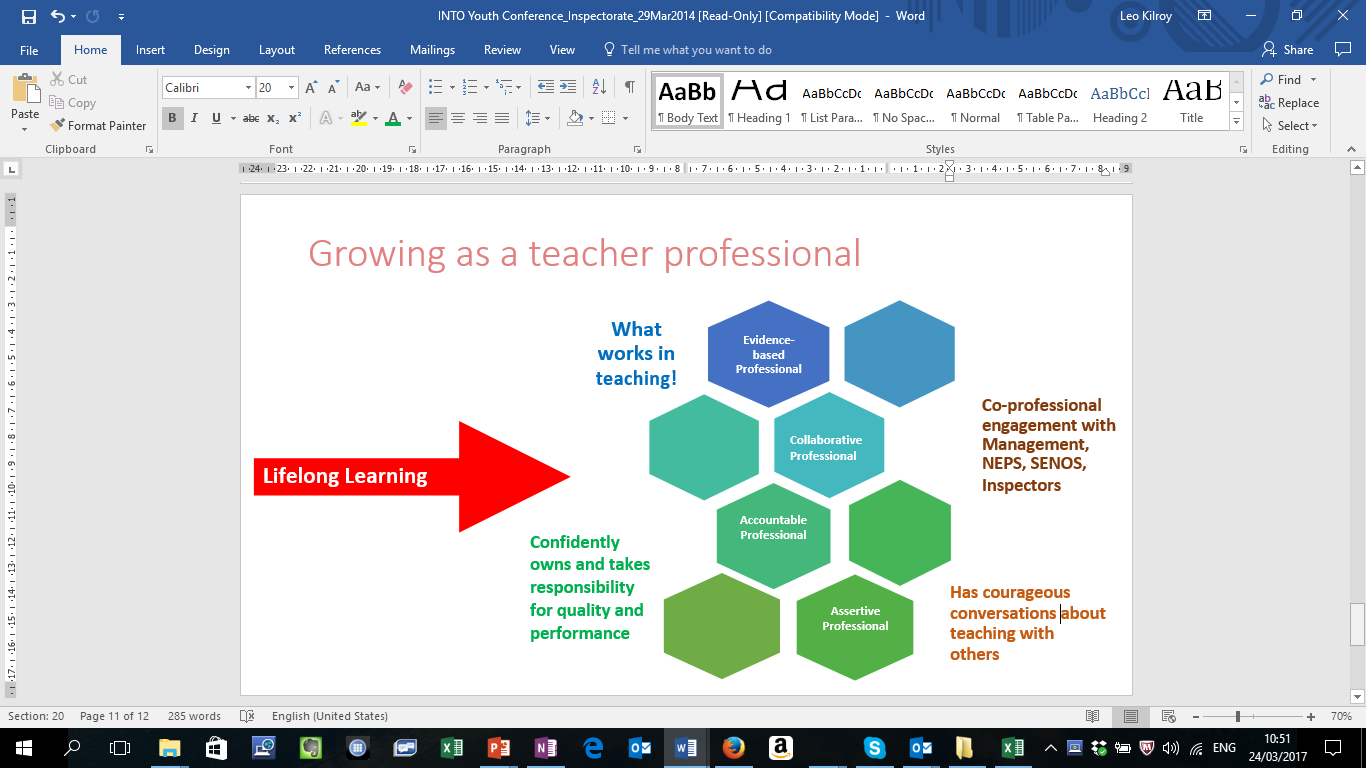 INTO Youth Conference_Inspectorate_29Mar2014 [Read-Only] [Compatibility Mode] - Word
Leo Kilroy
File Home Insert Design Layout References Mailings Review View Tell me what you want to do Share
Paste
Cut
Copy
Format Painter
Clipboard
Calibri 20
B I U abc x₂ x² A A
Font
Paragraph
AaBb AaBbCcDc AaBbCcDc AaBbCcDc AaBbCcDc AaBbCcl AaB
¶ Body Text ¶ Heading 1 ¶ List Para... ¶ No Spac... ¶ Normal ¶ Table Pa... Heading 2 Title
Styles
Find
Replace
Select
Editing
Growing as a teacher professional
What
works in
teaching!
Evidence-
based
Professional
Collaborative
Professional
Co-professional
engagement with
Management,
NEPS, SENOS,
Inspectors
Lifelong Learning
Accountable
Professional
Confidently
owns and takes
responsibility
for quality and
performance
Assertive
Professional
Has courageous
conversations about
teaching with
others
Section: 20 Page 11 of 12 285 words English (United States) 70%
ENG
10:51
24/03/2017